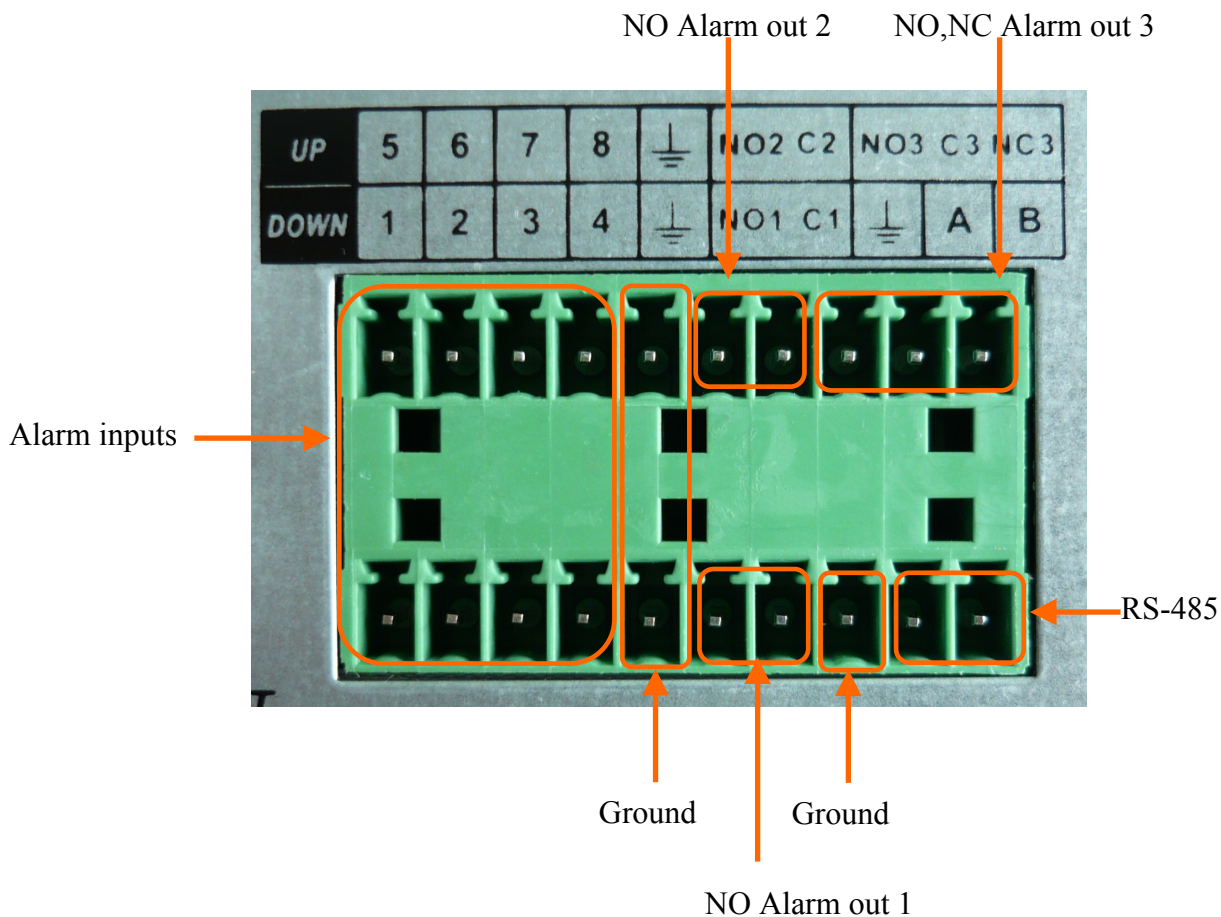 NO Alarm out 2 NO,NC Alarm out 3
UP 5 6 7 8 NO2 C2 NO3 C3 NC3
DOWN 1 2 3 4 NO1 C1 A B
Alarm inputs
RS-485
Ground Ground
NO Alarm out 1